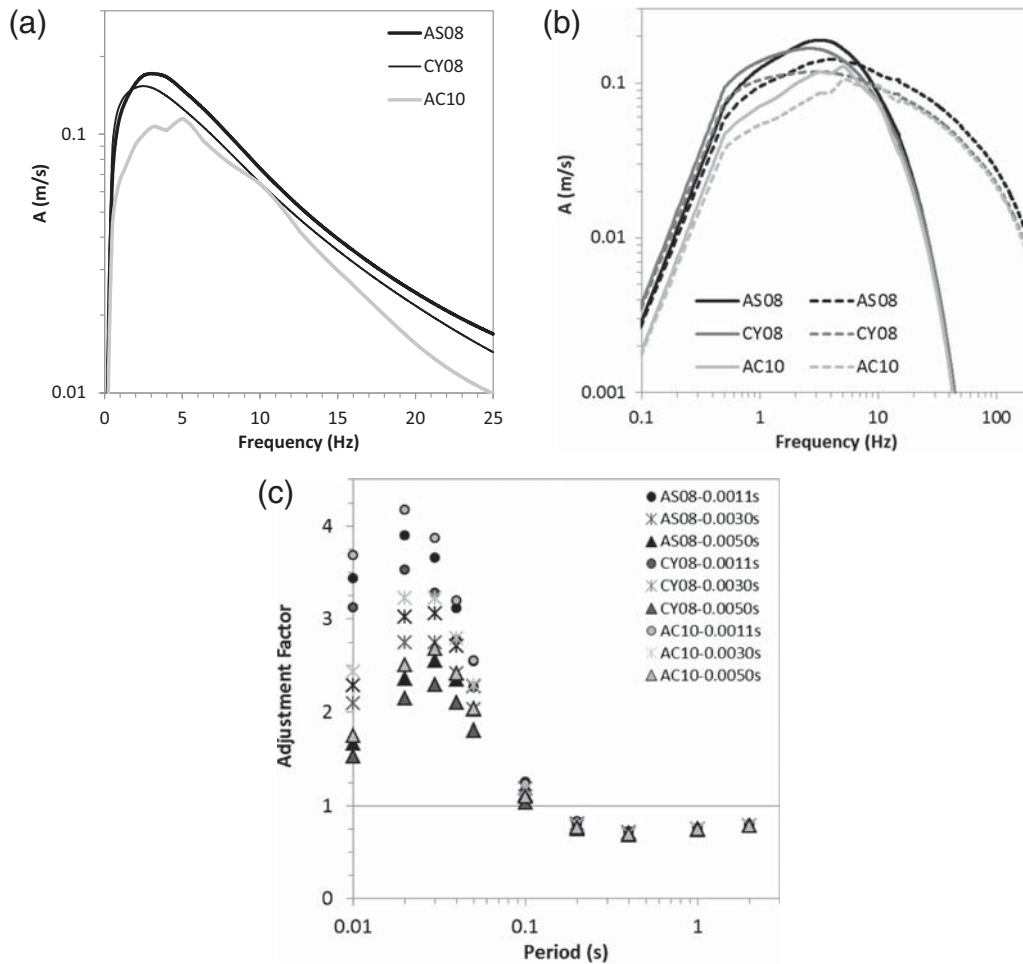 (a)
AS08
CY08
AC10
0.1
0.01
A (m/s)
0 5 10 15 20 25
Frequency (Hz)
(b)
0.1
0.01
0.001
A (m/s)
AS08 AS08
CY08 CY08
AC10 AC10
0.1 1 10 100
Frequency (Hz)
(c)
AS08-0.0011s
AS08-0.0030s
AS08-0.0050s
CY08-0.0011s
CY08-0.0030s
CY08-0.0050s
AC10-0.0011s
AC10-0.0030s
AC10-0.0050s
4
3
2
1
0
Adjustment Factor
0.01 0.1 1
Period (s)